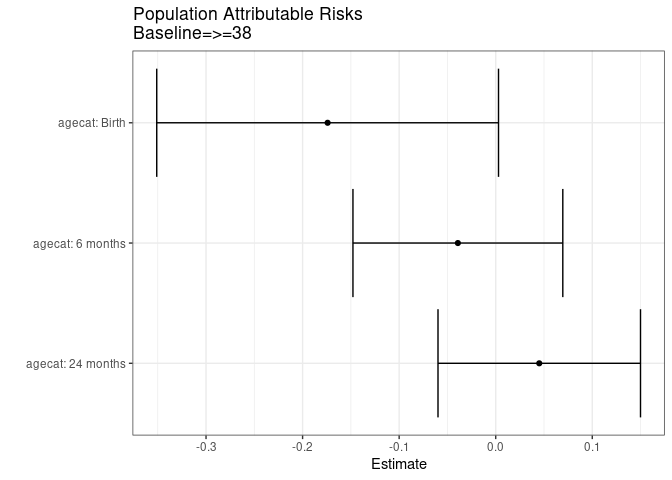 Population Attributable Risks
Baseline=>=38
agecat: Birth
agecat: 6 months
agecat: 24 months
-0.3 -0.2 -0.1 0.0 0.1
Estimate